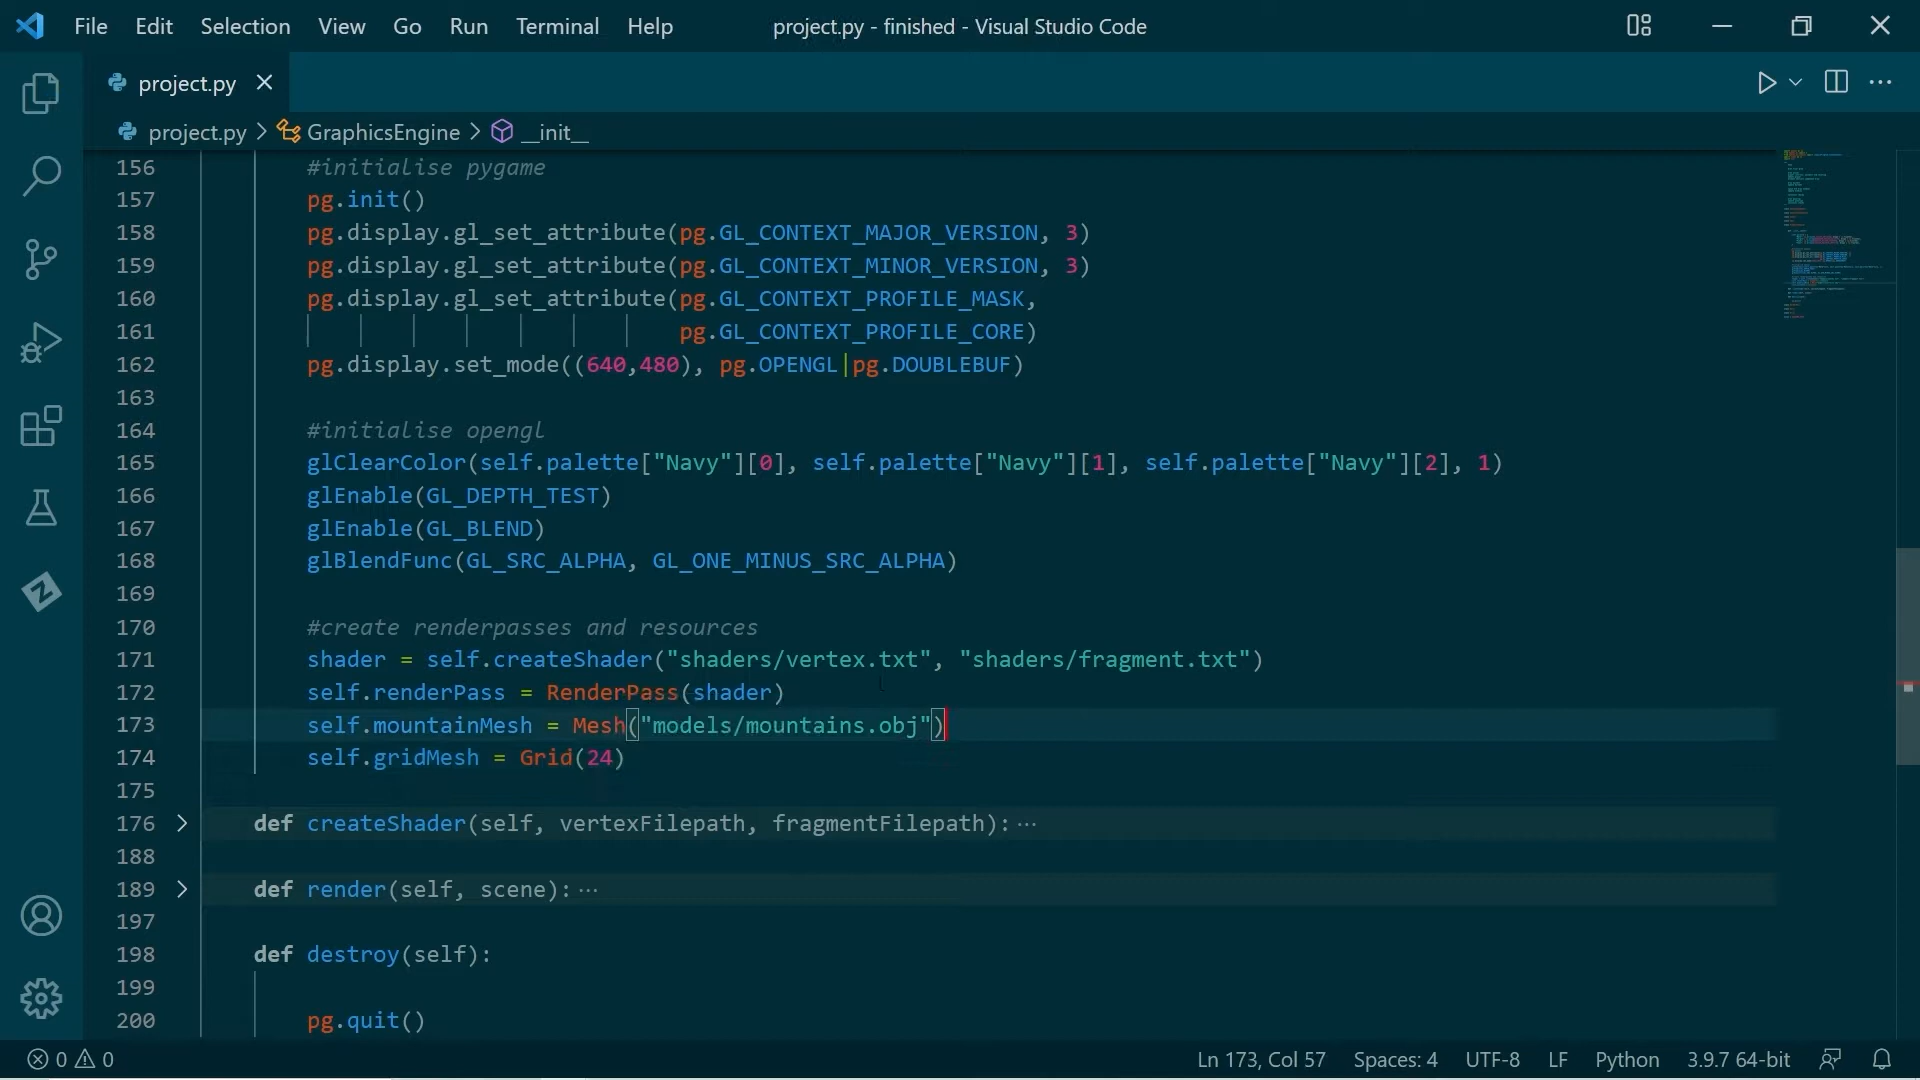 File Edit Selection View Go Run Terminal Help project.py - finished - Visual Studio Code
project.py
project.py > GraphicsEngine > __init__
156 #initialise pygame
157 pg.init()
158 pg.display.gl_set_attribute(pg.GL_CONTEXT_MAJOR_VERSION, 3)
159 pg.display.gl_set_attribute(pg.GL_CONTEXT_MINOR_VERSION, 3)
160 pg.display.gl_set_attribute(pg.GL_CONTEXT_PROFILE_MASK,
161 pg.GL_CONTEXT_PROFILE_CORE)
162 pg.display.set_mode((640,480), pg.OPENGL|pg.DOUBLEBUF)
163
164 #initialise opengl
165 glClearColor(self.palette["Navy"][0], self.palette["Navy"][1], self.palette["Navy"][2], 1)
166 glEnable(GL_DEPTH_TEST)
167 glEnable(GL_BLEND)
168 glBlendFunc(GL_SRC_ALPHA, GL_ONE_MINUS_SRC_ALPHA)
169
170 #create renderpasses and resources
171 shader = self.createShader("shaders/vertex.txt", "shaders/fragment.txt")
172 self.renderPass = RenderPass(shader)
173 self.mountainMesh = Mesh("models/mountains.obj")
174 self.gridMesh = Grid(24)
175
176 def createShader(self, vertexFilepath, fragmentFilepath):···
188
189 def render(self, scene):···
197
198 def destroy(self):
199
200 pg.quit()
0 0 Ln 173, Col 57 Spaces: 4 UTF-8 LF Python 3.9.7 64-bit